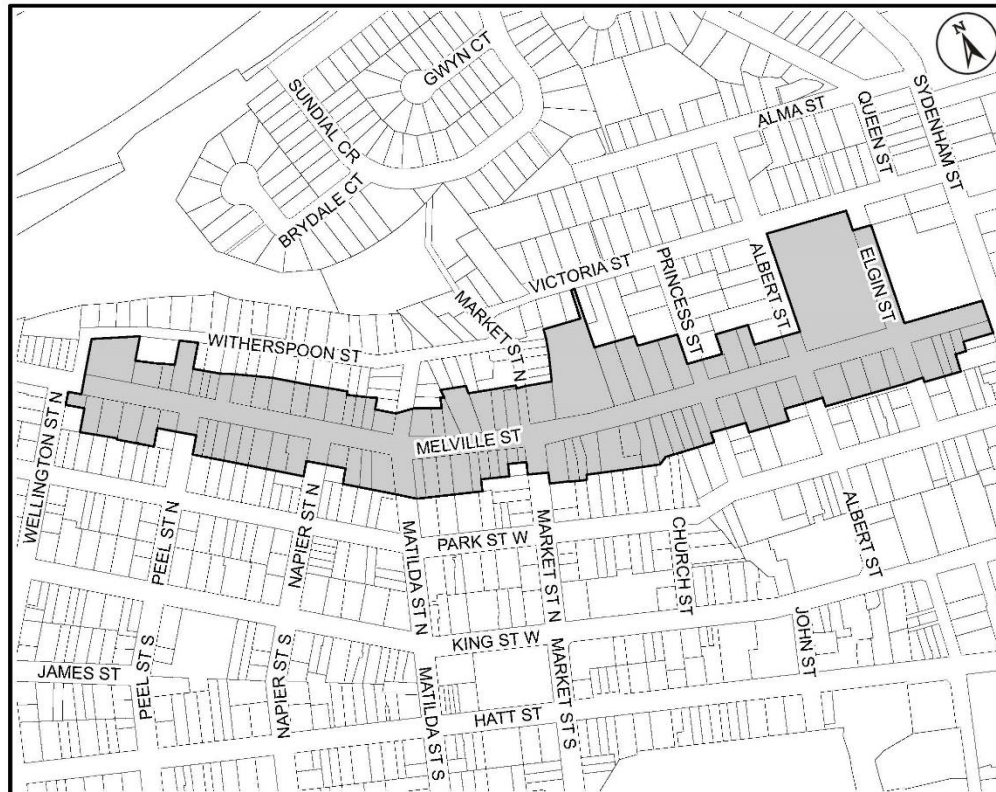 N
GWYN CT
SUNDIAL CR
BRYDALE CT
ALMA ST
QUEEN ST
SYDENHAM ST
VICTORIA ST
PRINCESS ST
ALBERT ST
ELGIN ST
MARKET ST N
WITHERSPOON ST
MELVILLE ST
WELLINGTON ST N
PEEL ST N
NAPIER ST N
MATILDA ST N
PARK ST W
MARKET ST N
CHURCH ST
ALBERT ST
KING ST W
JOHN ST
JAMES ST
PEEL ST S
NAPIER ST S
MATILDA ST S
HATT ST
MARKET ST S